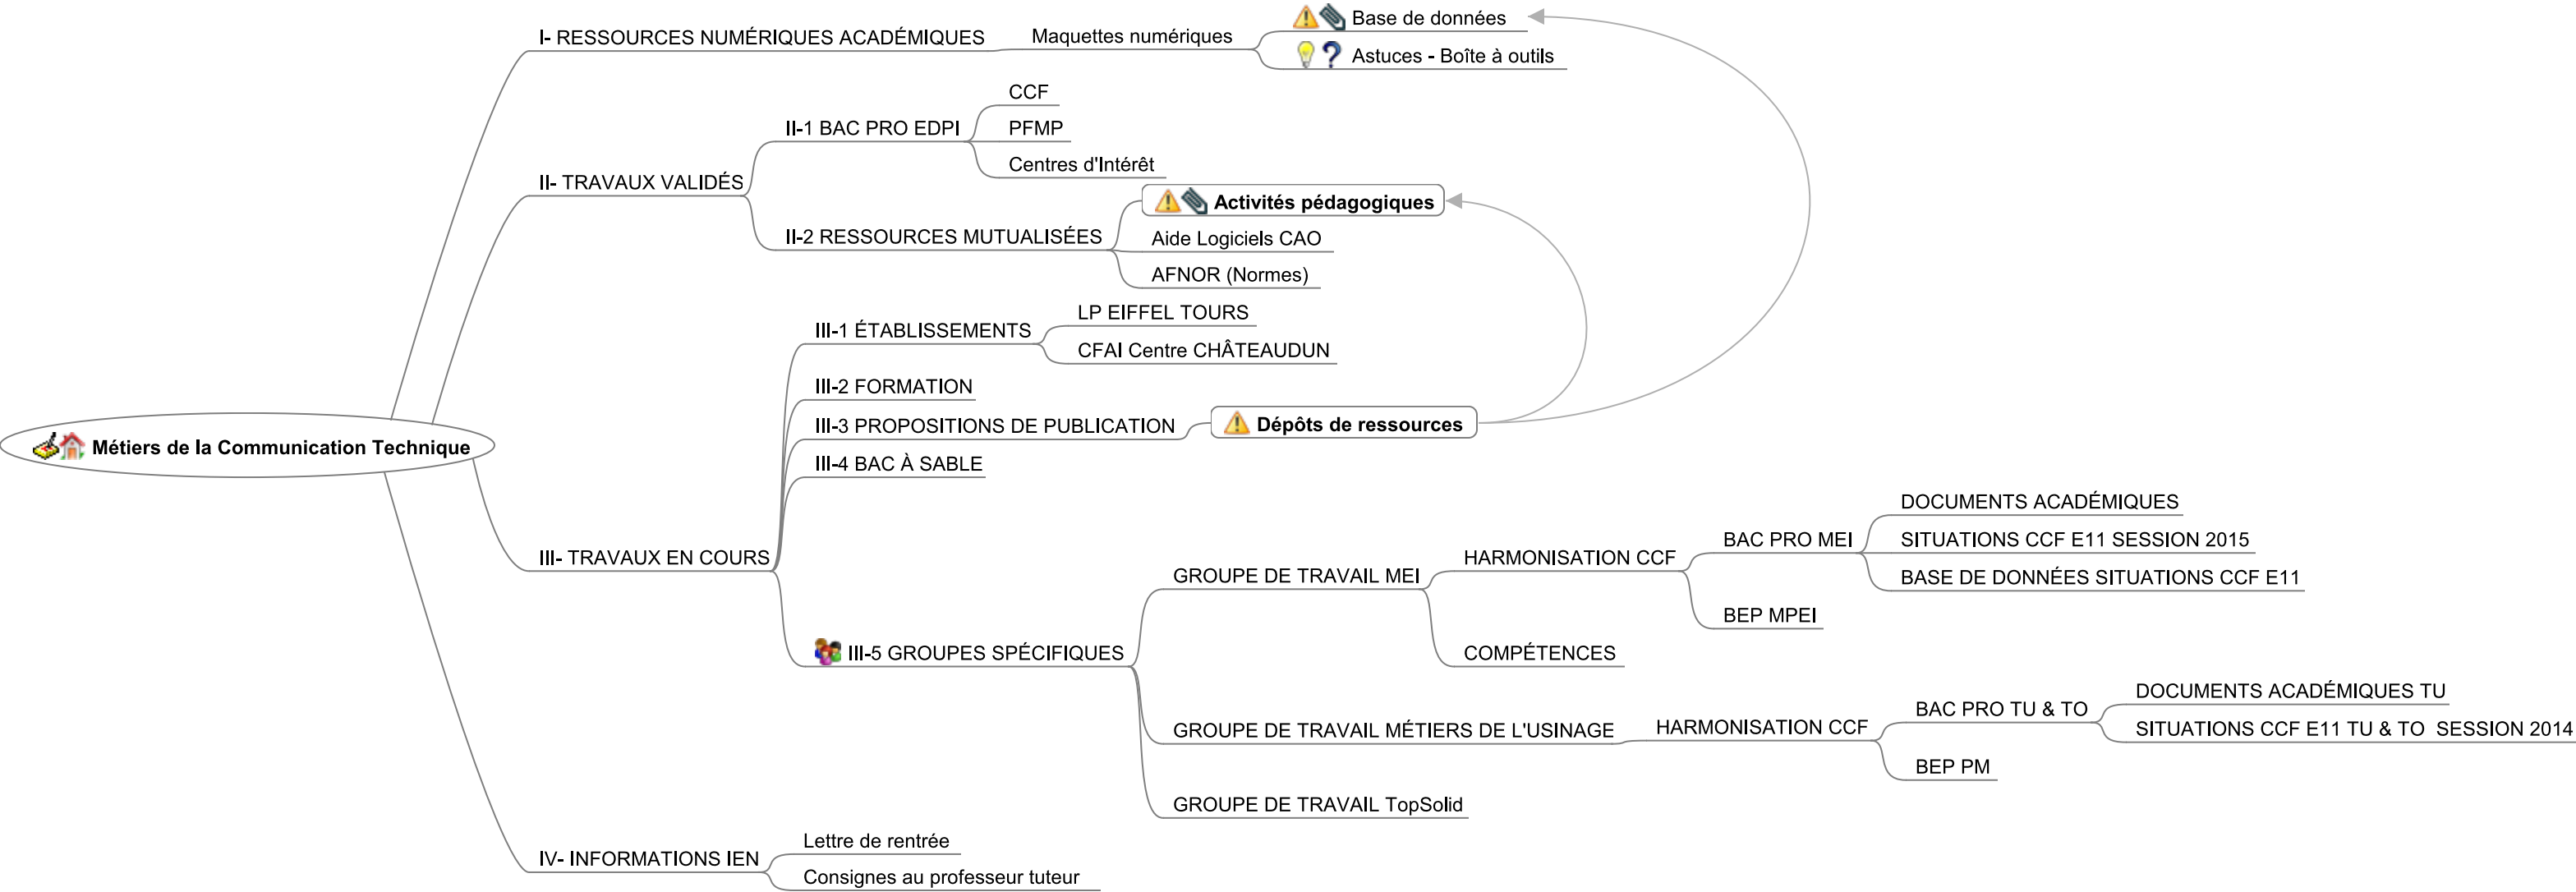 Métiers de la Communication Technique
I- RESSOURCES NUMÉRIQUES ACADÉMIQUES
Maquettes numériques
Base de données
Astuces - Boîte à outils
II- TRAVAUX VALIDÉS
II-1 BAC PRO EDPI
CCF
PFMP
Centres d'Intérêt
II-2 RESSOURCES MUTUALISÉES
Activités pédagogiques
Aide Logiciels CAO
AFNOR (Normes)
III- TRAVAUX EN COURS
III-1 ÉTABLISSEMENTS
LP EIFFEL TOURS
CFAI Centre CHÂTEAUDUN
III-2 FORMATION
III-3 PROPOSITIONS DE PUBLICATION
Dépôts de ressources
III-4 BAC À SABLE
III-5 GROUPES SPÉCIFIQUES
GROUPE DE TRAVAIL MEI
HARMONISATION CCF
BAC PRO MEI
DOCUMENTS ACADÉMIQUES
SITUATIONS CCF E11 SESSION 2015
BASE DE DONNÉES SITUATIONS CCF E11
BEP MPEI
COMPÉTENCES
GROUPE DE TRAVAIL MÉTIERS DE L'USINAGE
HARMONISATION CCF
BAC PRO TU & TO
DOCUMENTS ACADÉMIQUES TU
SITUATIONS CCF E11 TU & TO  SESSION 2014
BEP PM
GROUPE DE TRAVAIL TopSolid
IV- INFORMATIONS IEN
Lettre de rentrée
Consignes au professeur tuteur